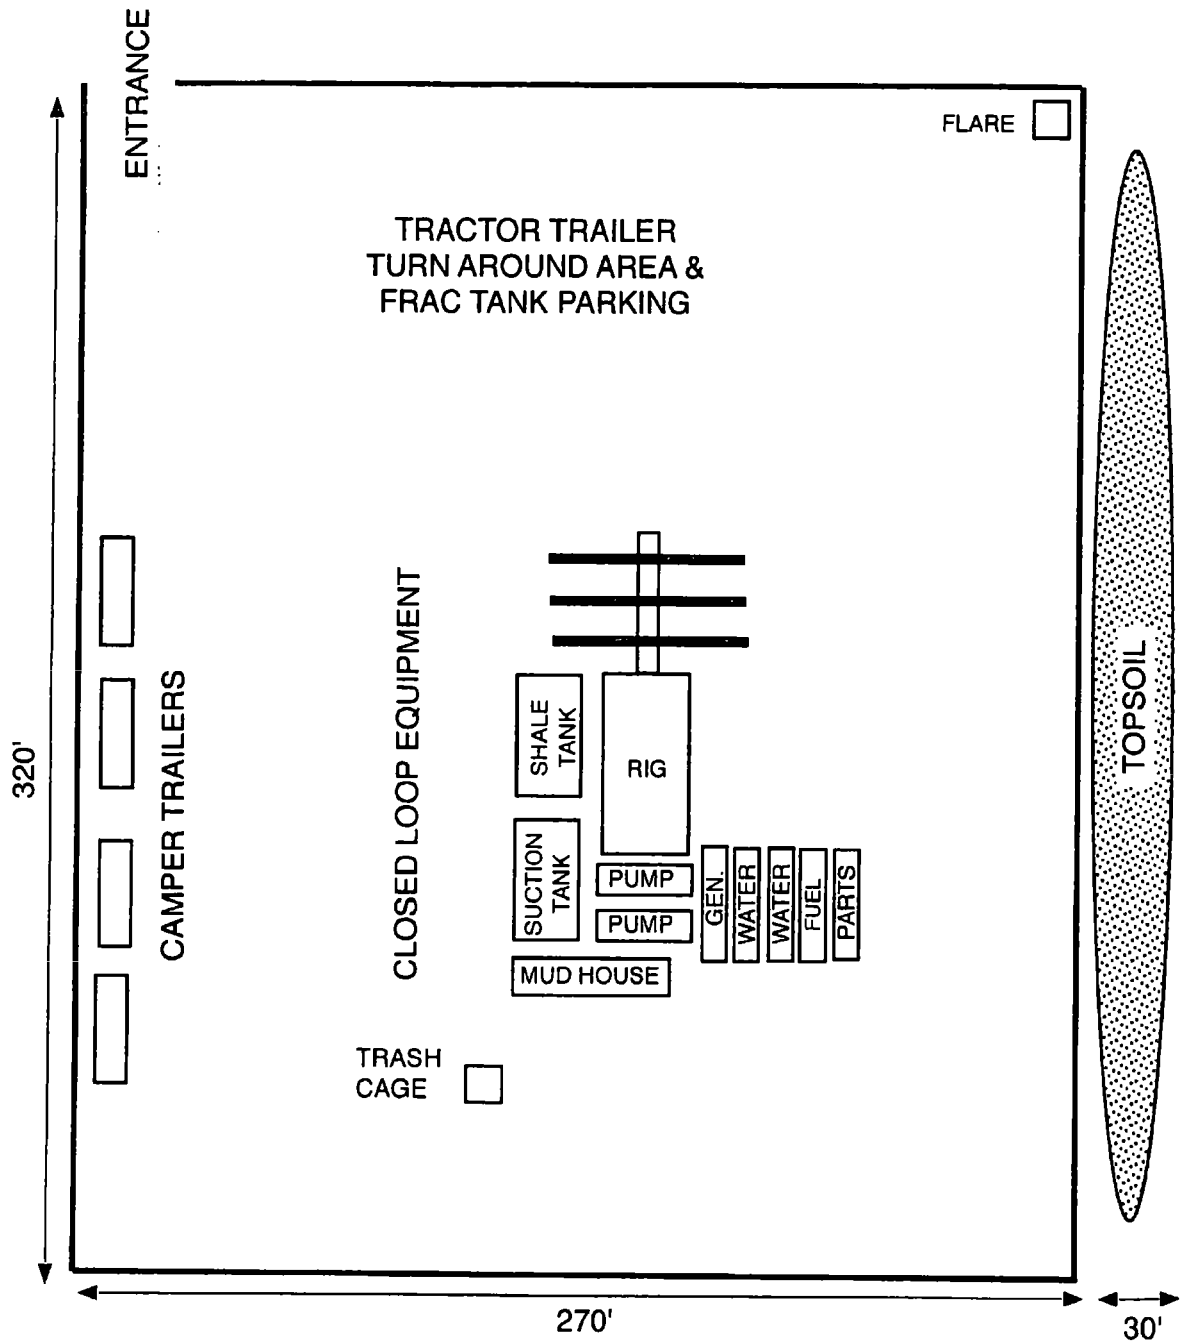 ENTRANCE
FLARE
TRACTOR TRAILER
TURN AROUND AREA &
FRAC TANK PARKING
320'
CAMPER TRAILERS
CLOSED LOOP EQUIPMENT
SHALE
TANK
RIG
SUCTION
TANK
PUMP
PUMP
GEN.
WATER
WATER
FUEL
PARTS
MUD HOUSE
TRASH
CAGE
TOPSOIL
270'
30'